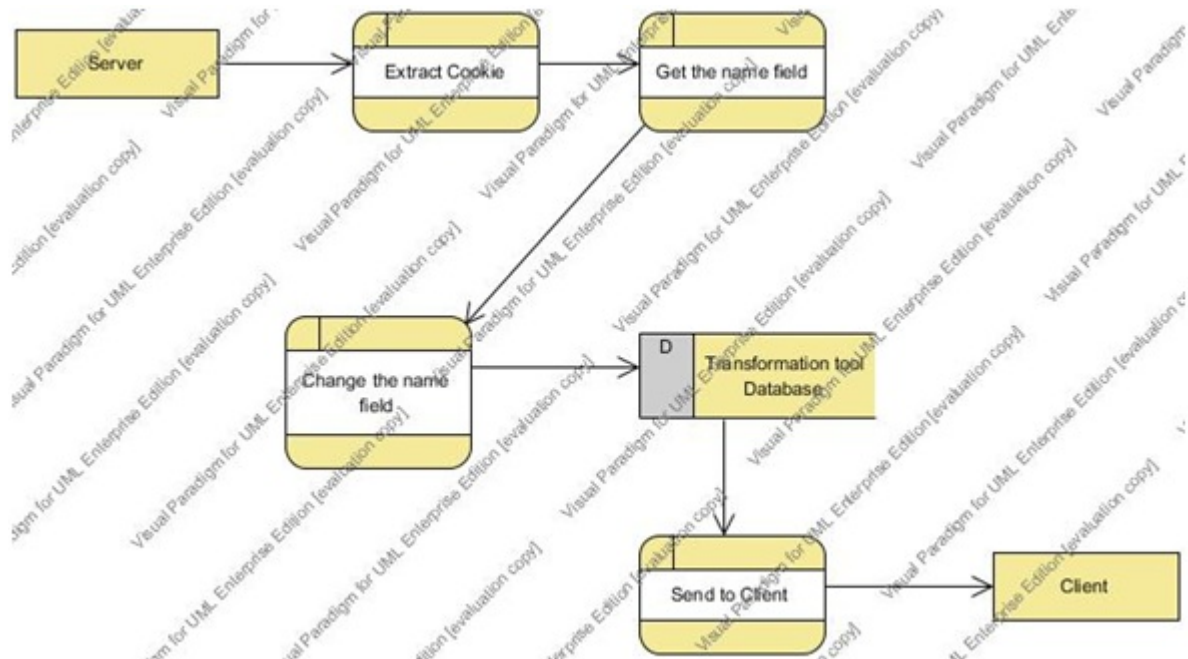 Server
Extract Cookie
Get the name field
Change the name
field
D
Transformation tool
Database
Send to Client
Client
Visual Paradigm for UML Enterprise Edition [evaluation copy]